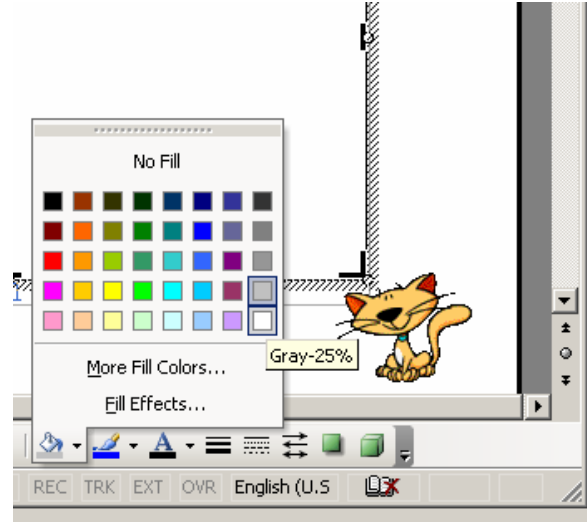 No Fill
Gray-25%
More Fill Colors...
Fill Effects...
A
REC TRK EXT OVR English (U.S